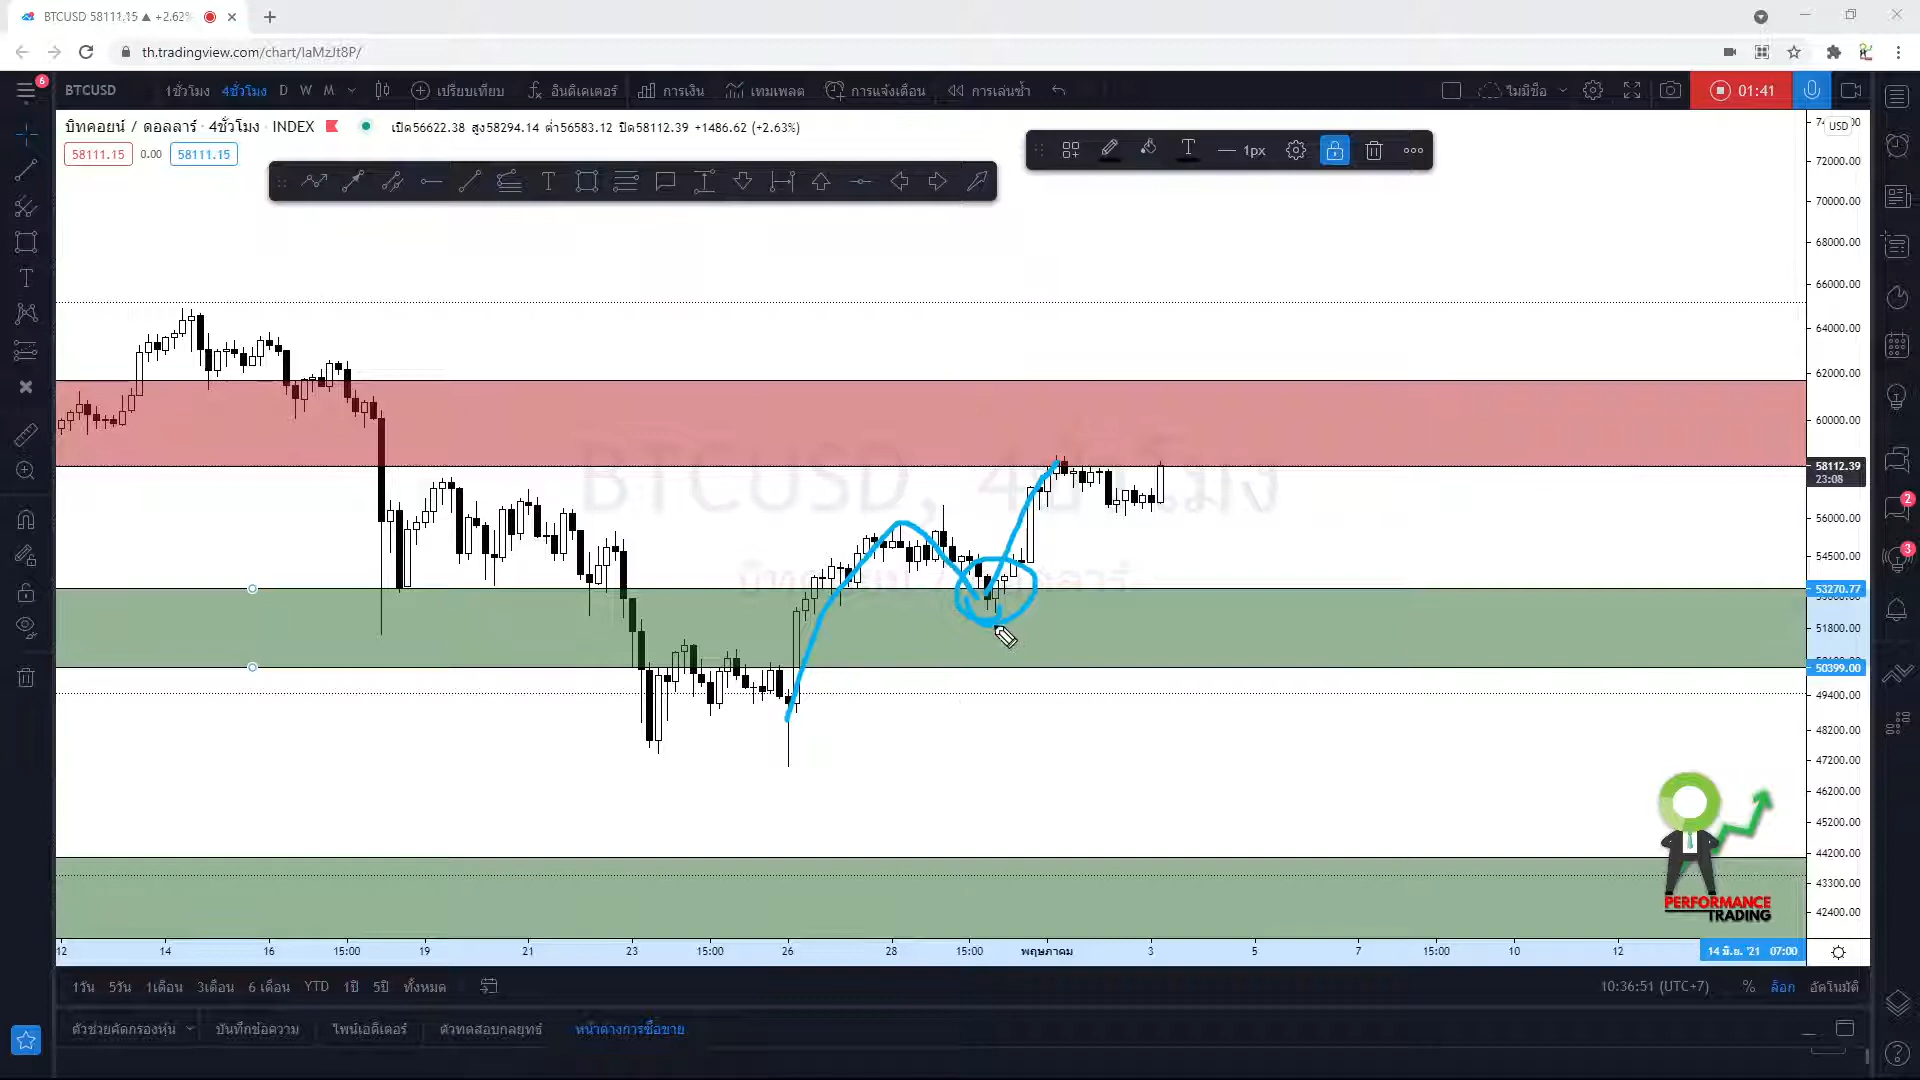 BTCUSD 58111.15 ▲ +2.62%
th.tradingview.com/chart/IaMzJt8P/
6
BTCUSD 1ชั่วโมง 4ชั่วโมง D W M เปรียบเทียบ อินดิเคเตอร์ การเงิน เทมเพลต การแจ้งเตือน การเล่นซ้ำ ไม่มีชื่อ 01:41
บิทคอยน์ / ดอลลาร์ · 4ชั่วโมง · INDEX เปิด56622.38 สูง58294.14 ต่ำ56583.12 ปิด58112.39 +1486.62 (+2.63%)
58111.15 0.00 58111.15
1px
USD
72000.00
70000.00
68000.00
66000.00
64000.00
62000.00
60000.00
58112.39
23:08
56000.00
54500.00
53270.77
51800.00
50399.00
49400.00
48200.00
47200.00
46200.00
45200.00
44200.00
43300.00
42400.00
2
3
BTCUSD, 4ชั่วโมง
บิทคอยน์ / ดอลลาร์
PERFORMANCE
TRADING
12 14 16 15:00 19 21 23 15:00 26 28 15:00 พฤษภาคม 3 5 7 15:00 10 12 14 มิ.ย. '21 07:00
1วัน 5วัน 1เดือน 3เดือน 6 เดือน YTD 1ปี 5ปี ทั้งหมด 10:36:51 (UTC+7) % ล็อก อัตโนมัติ
ตัวช่วยคัดกรองหุ้น บันทึกข้อความ ไพน์เอดิเตอร์ ตัวทดสอบกลยุทธ์ หน้าต่างการซื้อขาย